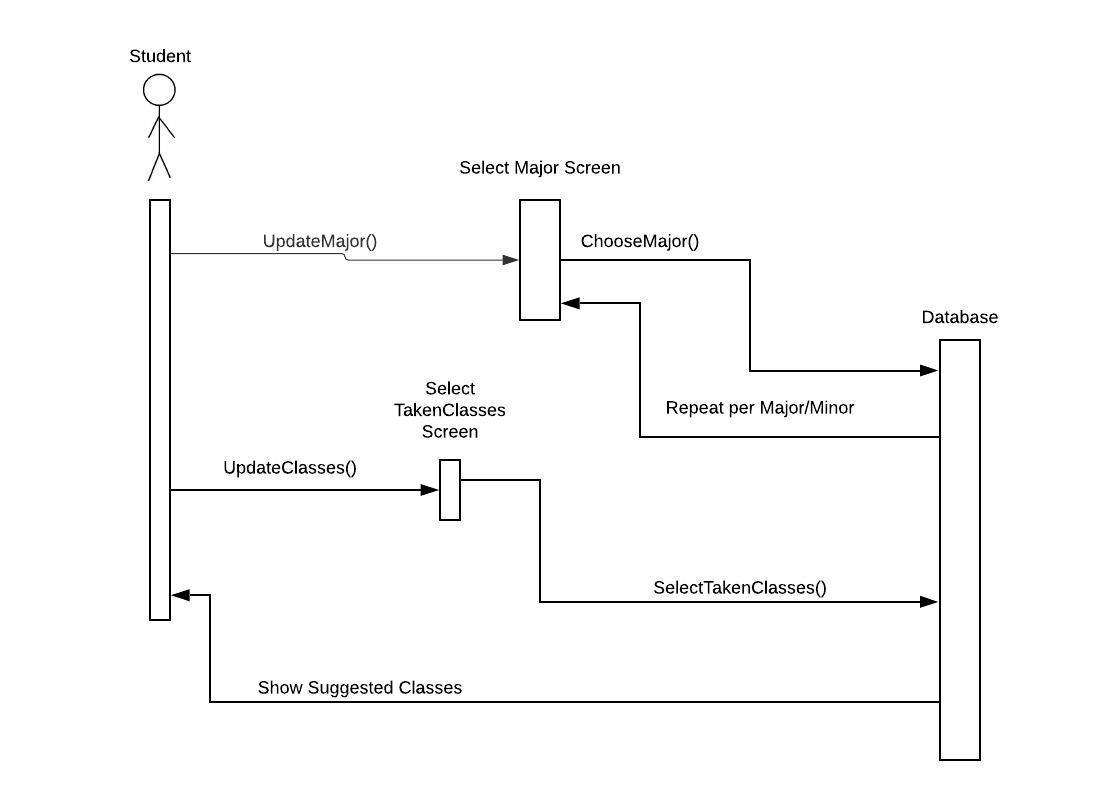 Student
Select Major Screen
UpdateMajor()
ChooseMajor()
Database
Select
TakenClasses
Screen
Repeat per Major/Minor
UpdateClasses()
SelectTakenClasses()
Show Suggested Classes